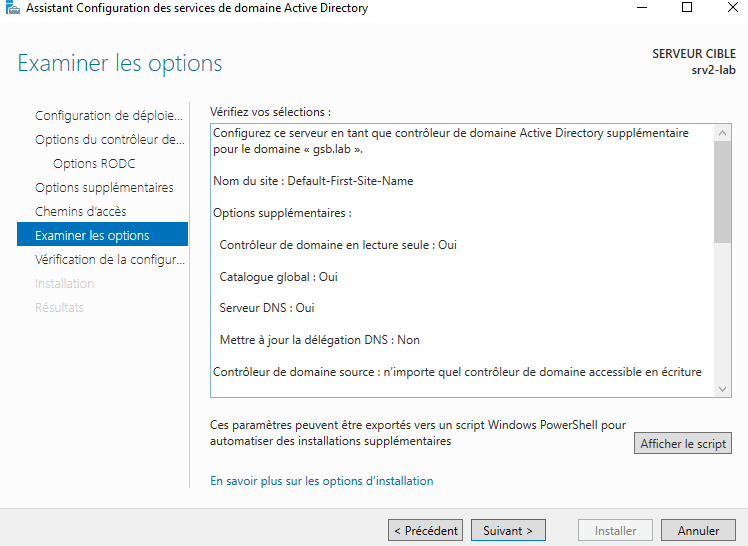 Assistant Configuration des services de domaine Active Directory
Examiner les options
SERVEUR CIBLE
srv2-lab
Configuration de déploie...
Options du contrôleur de...
Options RODC
Options supplémentaires
Chemins d'accès
Examiner les options
Vérification de la configur...
Installation
Résultats
Vérifiez vos sélections :
Configurez ce serveur en tant que contrôleur de domaine Active Directory supplémentaire
pour le domaine « gsb.lab ».
Nom du site : Default-First-Site-Name
Options supplémentaires :
Contrôleur de domaine en lecture seule : Oui
Catalogue global : Oui
Serveur DNS : Oui
Mettre à jour la délégation DNS : Non
Contrôleur de domaine source : n'importe quel contrôleur de domaine accessible en écriture
Ces paramètres peuvent être exportés vers un script Windows PowerShell pour
automatiser des installations supplémentaires
Afficher le script
En savoir plus sur les options d'installation
< Précédent
Suivant >
Installer
Annuler